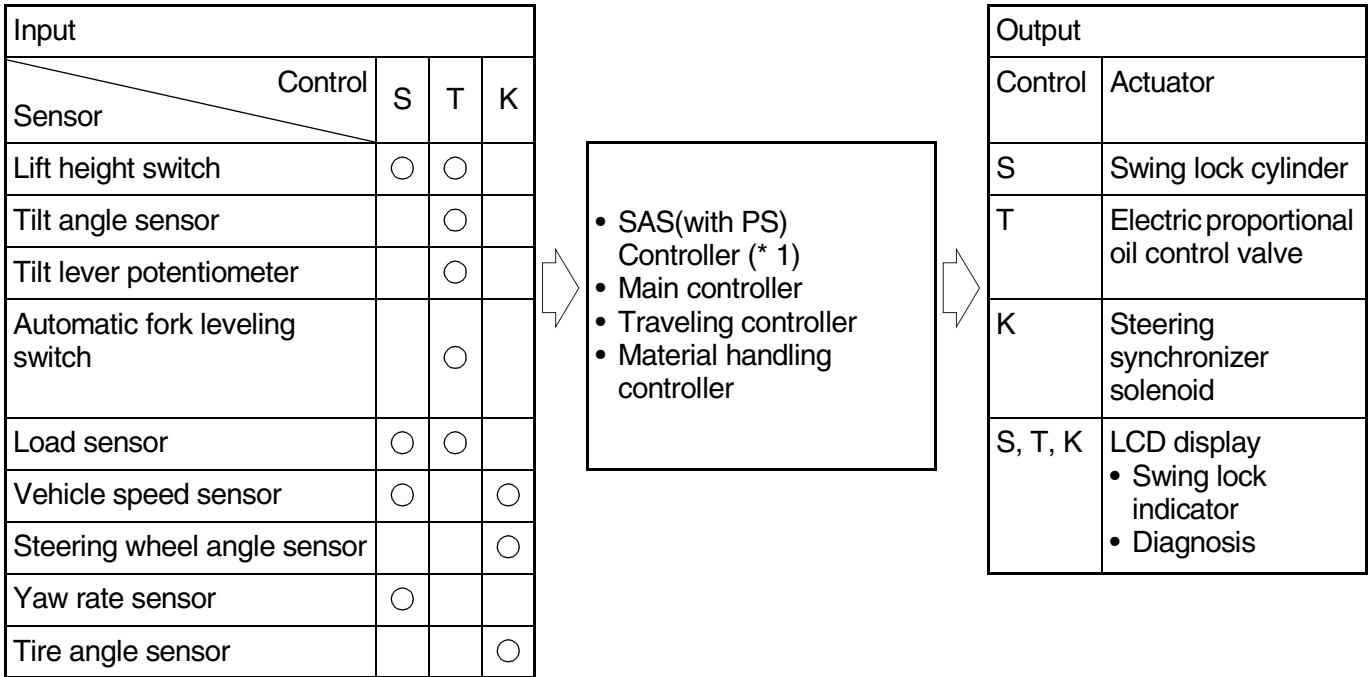 Input
Control
Sensor
S T K
Lift height switch ○ ○
Tilt angle sensor ○
Tilt lever potentiometer ○
Automatic fork leveling
switch ○
Load sensor ○ ○
Vehicle speed sensor ○ ○
Steering wheel angle sensor ○
Yaw rate sensor ○
Tire angle sensor ○
• SAS(with PS)
Controller (* 1)
• Main controller
• Traveling controller
• Material handling
controller
Output
Control Actuator
S Swing lock cylinder
T Electric proportional
oil control valve
K Steering
synchronizer
solenoid
S, T, K LCD display
• Swing lock
indicator
• Diagnosis